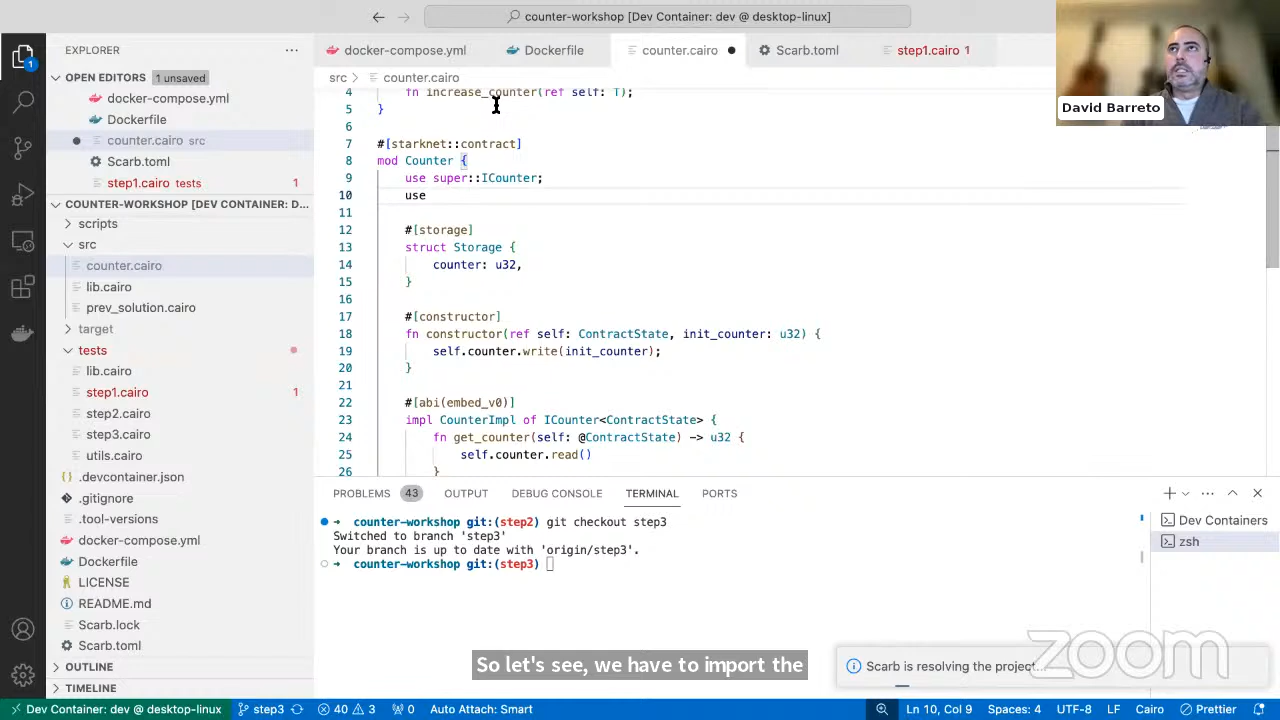 counter-workshop [Dev Container: dev @ desktop-linux]
EXPLORER
OPEN EDITORS 1 unsaved
docker-compose.yml
Dockerfile
counter.cairo src
Scarb.toml
step1.cairo tests 1
COUNTER-WORKSHOP [DEV CONTAINER: D...
scripts
src
counter.cairo
lib.cairo
prev_solution.cairo
target
tests
lib.cairo
step1.cairo 1
step2.cairo
step3.cairo
utils.cairo
.devcontainer.json
.gitignore
.tool-versions
docker-compose.yml
Dockerfile
LICENSE
README.md
Scarb.lock
Scarb.toml
OUTLINE
TIMELINE
1
docker-compose.yml Dockerfile counter.cairo Scarb.toml step1.cairo 1
src > counter.cairo
4 fn increase_counter(ref self: T);
5 }
6
7 #[starknet::contract]
8 mod Counter {
9 use super::ICounter;
10 use
11
12 #[storage]
13 struct Storage {
14 counter: u32,
15 }
16
17 #[constructor]
18 fn constructor(ref self: ContractState, init_counter: u32) {
19 self.counter.write(init_counter);
20 }
21
22 #[abi(embed_v0)]
23 impl CounterImpl of ICounter<ContractState> {
24 fn get_counter(self: @ContractState) -> u32 {
25 self.counter.read()
26 }
David Barreto
PROBLEMS 43 OUTPUT DEBUG CONSOLE TERMINAL PORTS
➜ counter-workshop git:(step2) git checkout step3
Switched to branch 'step3'
Your branch is up to date with 'origin/step3'.
➜ counter-workshop git:(step3)
Dev Containers
zsh
So let's see, we have to import the
Scarb is resolving the project...
zoom
Dev Container: dev @ desktop-linux step3 40 3 0 Auto Attach: Smart Ln 10, Col 9 Spaces: 4 UTF-8 LF Cairo Prettier